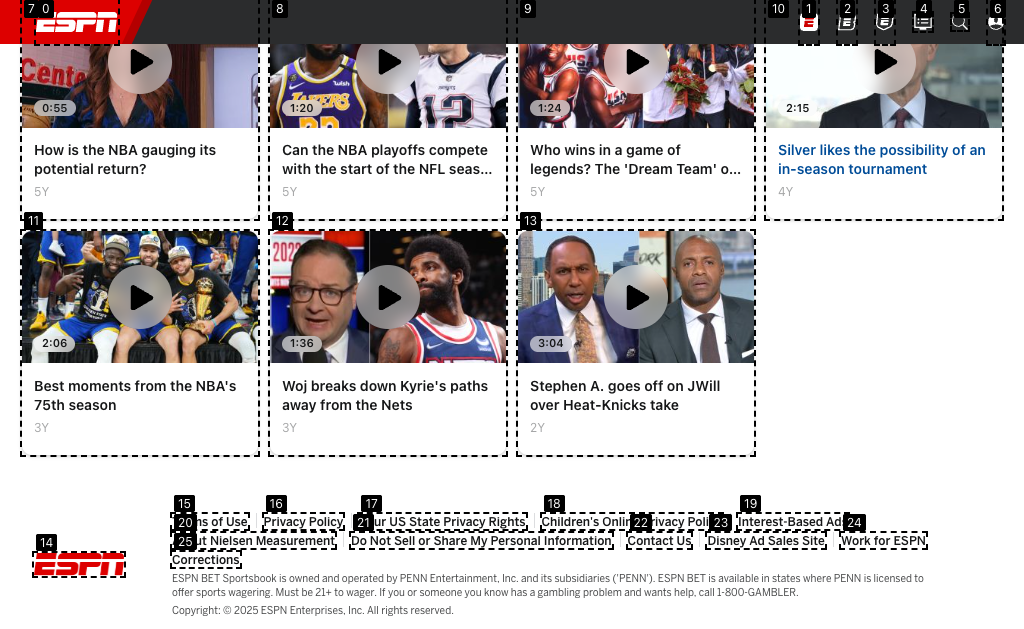 7 0 ESPN 8 9 10 1 2 3 4 5 6
Center
0:55
wish
LAKERS
12
1:20
USA
1:24
2:15
How is the NBA gauging its
potential return?
5Y
Can the NBA playoffs compete
with the start of the NFL seas...
5Y
Who wins in a game of
legends? The 'Dream Team' o...
5Y
Silver likes the possibility of an
in-season tournament
4Y
11
2:06
12
2022
1:36
13
ORK
3:04
Best moments from the NBA's
75th season
3Y
Woj breaks down Kyrie's paths
away from the Nets
3Y
Stephen A. goes off on JWill
over Heat-Knicks take
2Y
14
ESPN
15 16 17 18 19
20 ns of Use Privacy Policy 21 ur US State Privacy Rights Children's Onlin 22 rivacy Poli 23 Interest-Based Ads 24
25 ut Nielsen Measurement Do Not Sell or Share My Personal Information Contact Us Disney Ad Sales Site Work for ESPN
Corrections
ESPN BET Sportsbook is owned and operated by PENN Entertainment, Inc. and its subsidiaries ('PENN'). ESPN BET is available in states where PENN is licensed to
offer sports wagering. Must be 21+ to wager. If you or someone you know has a gambling problem and wants help, call 1-800-GAMBLER.
Copyright: © 2025 ESPN Enterprises, Inc. All rights reserved.